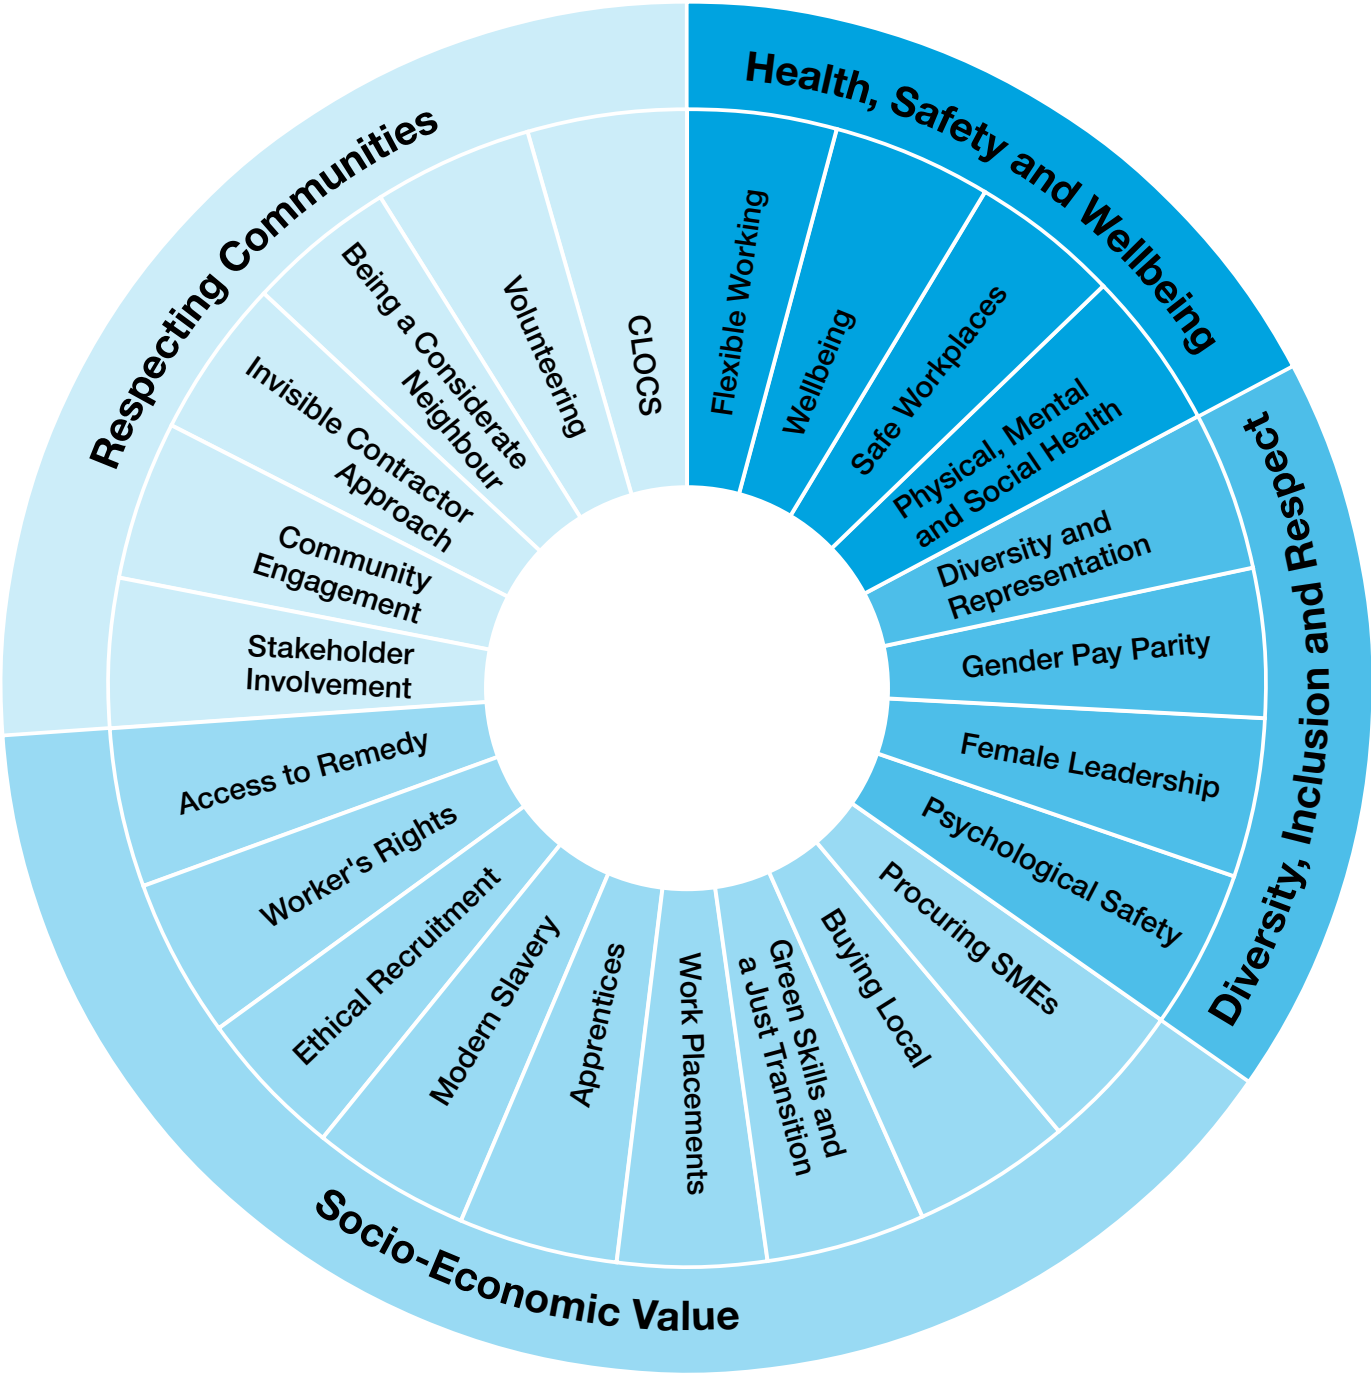 Health, Safety and Wellbeing
Flexible Working
Wellbeing
Safe Workplaces
Physical, Mental
and Social Health
Diversity, Inclusion and Respect
Diversity and
Representation
Gender Pay Parity
Female Leadership
Psychological Safety
Socio-Economic Value
Procuring SMEs
Buying Local
Green Skills and
a Just Transition
Work Placements
Apprentices
Modern Slavery
Ethical Recruitment
Worker's Rights
Access to Remedy
Respecting Communities
Stakeholder
Involvement
Community
Engagement
Invisible Contractor
Approach
Being a Considerate
Neighbour
Volunteering
CLOCS